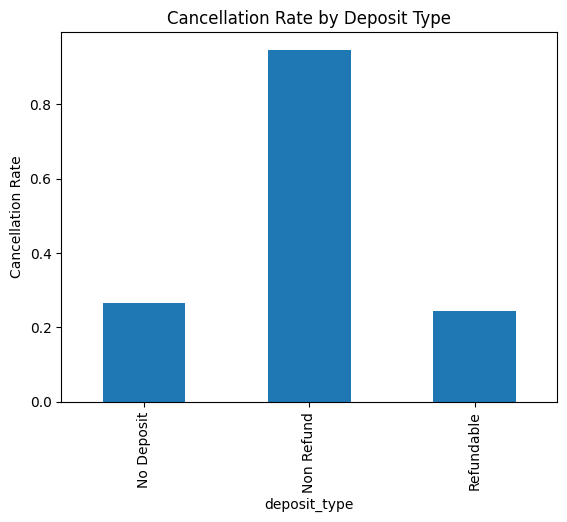 Cancellation Rate by Deposit Type
Cancellation Rate
0.8
0.6
0.4
0.2
0.0
No Deposit
Non Refund
Refundable
deposit_type